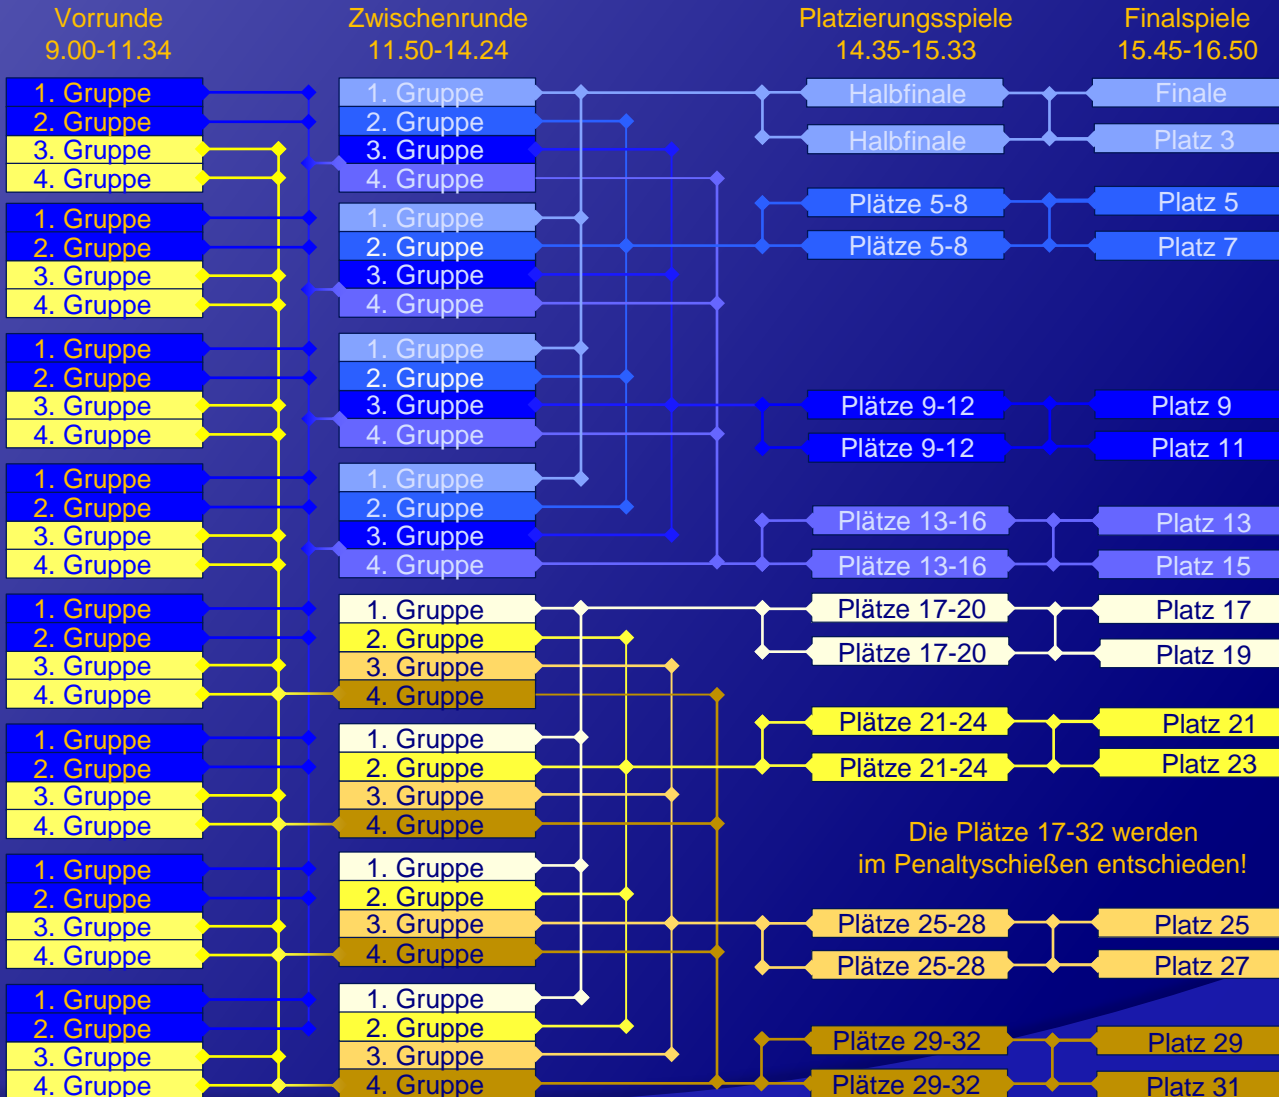 Vorrunde
9.00-11.34
Zwischenrunde
11.50-14.24
Platzierungsspiele
14.35-15.33
Finalspiele
15.45-16.50
1. Gruppe
2. Gruppe
3. Gruppe
4. Gruppe
1. Gruppe
2. Gruppe
3. Gruppe
4. Gruppe
1. Gruppe
2. Gruppe
3. Gruppe
4. Gruppe
1. Gruppe
2. Gruppe
3. Gruppe
4. Gruppe
1. Gruppe
2. Gruppe
3. Gruppe
4. Gruppe
1. Gruppe
2. Gruppe
3. Gruppe
4. Gruppe
1. Gruppe
2. Gruppe
3. Gruppe
4. Gruppe
1. Gruppe
2. Gruppe
3. Gruppe
4. Gruppe
1. Gruppe
2. Gruppe
3. Gruppe
4. Gruppe
1. Gruppe
2. Gruppe
3. Gruppe
4. Gruppe
1. Gruppe
2. Gruppe
3. Gruppe
4. Gruppe
1. Gruppe
2. Gruppe
3. Gruppe
4. Gruppe
1. Gruppe
2. Gruppe
3. Gruppe
4. Gruppe
1. Gruppe
2. Gruppe
3. Gruppe
4. Gruppe
1. Gruppe
2. Gruppe
3. Gruppe
4. Gruppe
1. Gruppe
2. Gruppe
3. Gruppe
4. Gruppe
Halbfinale
Halbfinale
Plätze 5-8
Plätze 5-8
Plätze 9-12
Plätze 9-12
Plätze 13-16
Plätze 13-16
Plätze 17-20
Plätze 17-20
Plätze 21-24
Plätze 21-24
Die Plätze 17-32 werden
im Penaltyschießen entschieden!
Plätze 25-28
Plätze 25-28
Plätze 29-32
Plätze 29-32
Finale
Platz 3
Platz 5
Platz 7
Platz 9
Platz 11
Platz 13
Platz 15
Platz 17
Platz 19
Platz 21
Platz 23
Platz 25
Platz 27
Platz 29
Platz 31